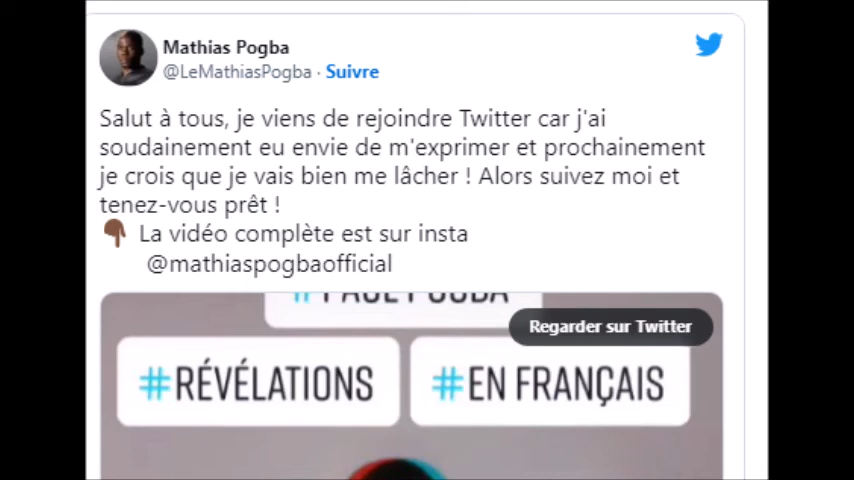 Mathias Pogba
@LeMathiasPogba · Suivre
Salut à tous, je viens de rejoindre Twitter car j'ai
soudainement eu envie de m'exprimer et prochainement
je crois que je vais bien me lâcher ! Alors suivez moi et
tenez-vous prêt !
👇🏾 La vidéo complète est sur insta
@mathiaspogbaofficial
#PAUL POGBA
Regarder sur Twitter
#RÉVÉLATIONS
#EN FRANÇAIS